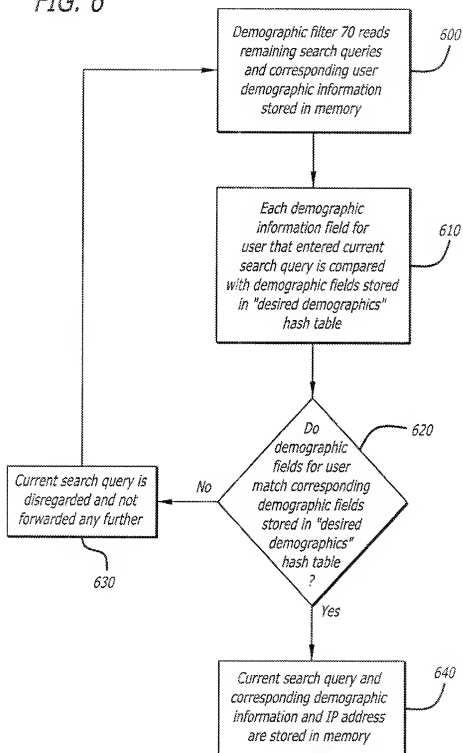 FIG. 6
Demographic filter 70 reads
remaining search queries
and corresponding user
demographic information
stored in memory
600
Each demographic
information field for
user that entered current
search query is compared
with demographic fields stored
in "desired demographics"
hash table
610
Do
demographic
fields for user
match corresponding
demographic fields
stored in "desired
demographics"
hash table
?
620
No
Current search query is
disregarded and not
forwarded any further
630
Yes
Current search query and
corresponding demographic
information and IP address
are stored in memory
640